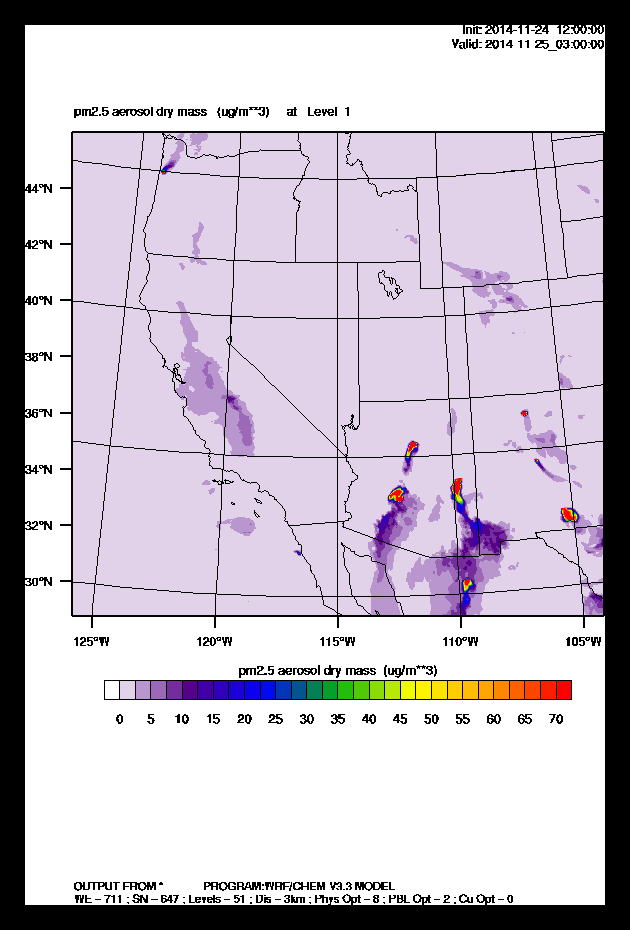 Init: 2014-11-24 12:00:00
Valid: 2014 11 25_03:00:00
pm2.5 aerosol dry mass (ug/m**3) at Level 1
44°N
42°N
40°N
38°N
36°N
34°N
32°N
30°N
125°W 120°W 115°W 110°W 105°W
pm2.5 aerosol dry mass (ug/m**3)
0 5 10 15 20 25 30 35 40 45 50 55 60 65 70
OUTPUT FROM * PROGRAM:WRF/CHEM V3.3 MODEL
WE - 711 ; SN - 647 ; Levels - 51 ; Dis - 3km ; Phys Opt - 8 ; PBL Opt - 2 ; Cu Opt - 0